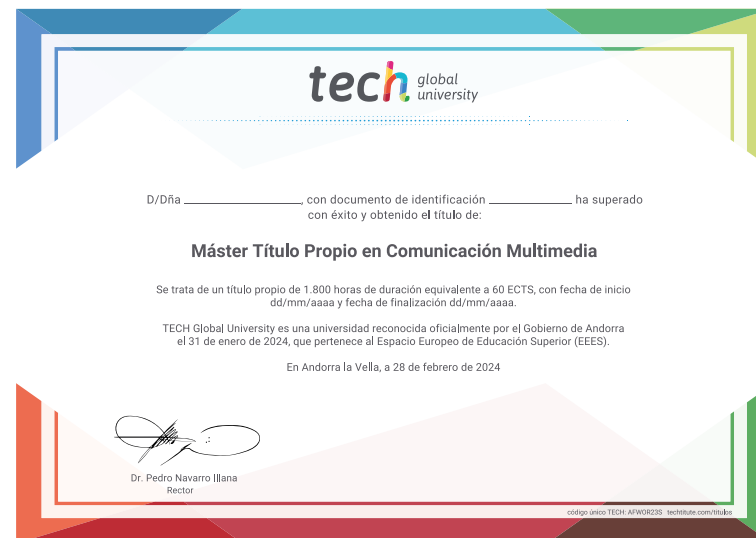 tech global university
D/Dña ____________________, con documento de identificación ______________ ha superado
con éxito y obtenido el título de:
Máster Título Propio en Comunicación Multimedia
Se trata de un título propio de 1.800 horas de duración equivalente a 60 ECTS, con fecha de inicio
dd/mm/aaaa y fecha de finalización dd/mm/aaaa.
TECH Global University es una universidad reconocida oficialmente por el Gobierno de Andorra
el 31 de enero de 2024, que pertenece al Espacio Europeo de Educación Superior (EEES).
En Andorra la Vella, a 28 de febrero de 2024
Dr. Pedro Navarro Illana
Rector
código único TECH: AFWOR23S techtitute.com/titulos